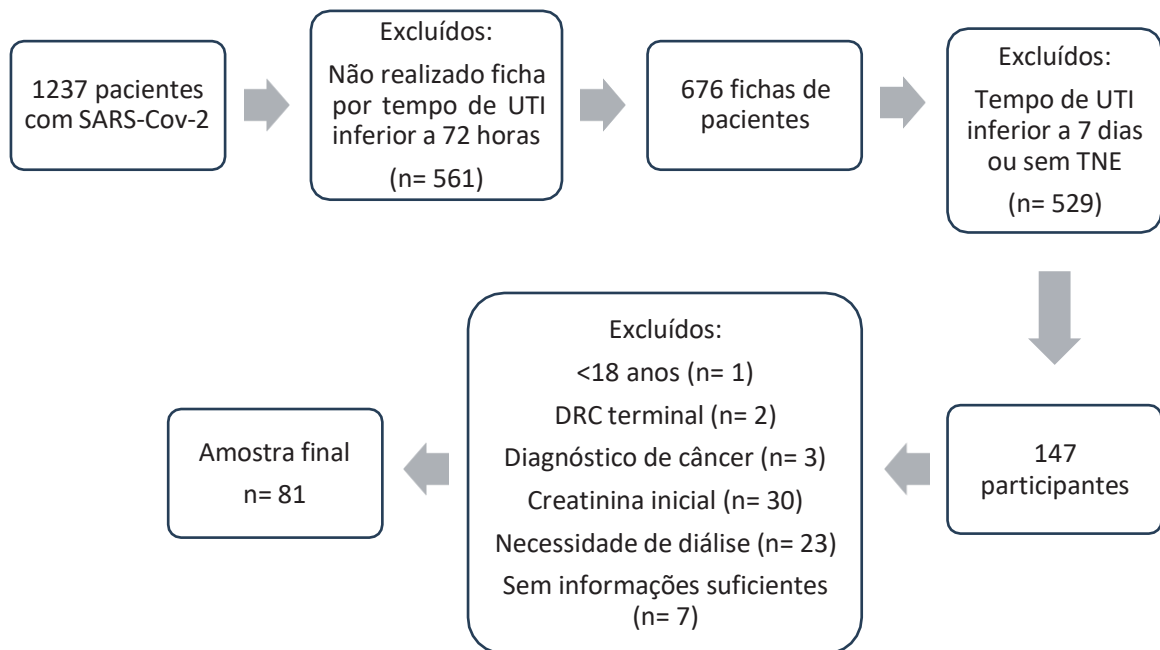 1237 pacientes
com SARS-Cov-2
Excluídos:
Não realizado ficha
por tempo de UTI
inferior a 72 horas
(n= 561)
676 fichas de
pacientes
Excluídos:
Tempo de UTI
inferior a 7 dias
ou sem TNE
(n= 529)
147
participantes
Excluídos:
<18 anos (n= 1)
DRC terminal (n= 2)
Diagnóstico de câncer (n= 3)
Creatinina inicial (n= 30)
Necessidade de diálise (n= 23)
Sem informações suficientes
(n= 7)
Amostra final
n= 81